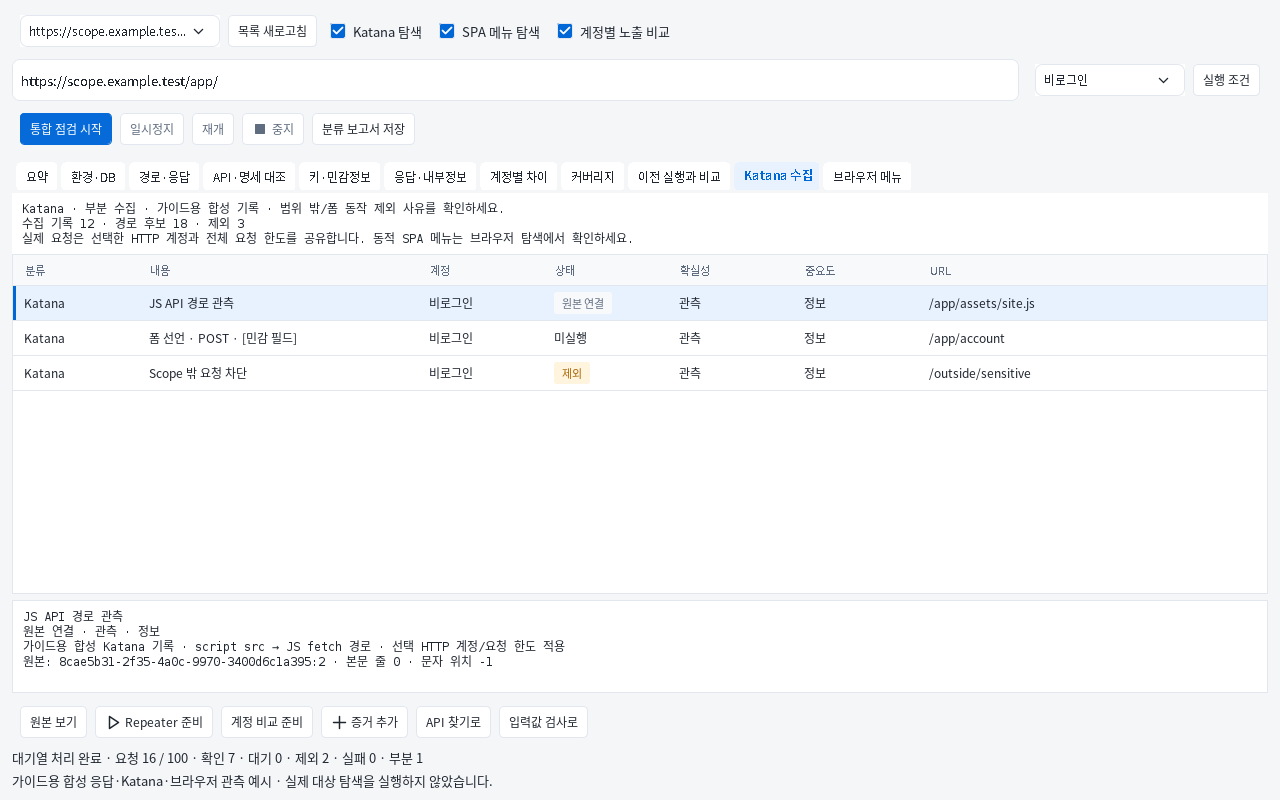 https://scope.example.tes... 목록 새로고침 Katana 탐색 SPA 메뉴 탐색 계정별 노출 비교
https://scope.example.test/app/ 비로그인 실행 조건
통합 점검 시작 일시정지 재개 중지 분류 보고서 저장
요약 환경·DB 경로·응답 API·명세 대조 키·민감정보 응답·내부정보 계정별 차이 커버리지 이전 실행과 비교 Katana 수집 브라우저 메뉴
Katana · 부분 수집 · 가이드용 합성 기록 · 범위 밖/폼 동작 제외 사유를 확인하세요.
수집 기록 12 · 경로 후보 18 · 제외 3
실제 요청은 선택한 HTTP 계정과 전체 요청 한도를 공유합니다. 동적 SPA 메뉴는 브라우저 탐색에서 확인하세요.
분류 내용 계정 상태 확실성 중요도 URL
Katana JS API 경로 관측 비로그인 원본 연결 관측 정보 /app/assets/site.js
Katana 폼 선언 · POST · [민감 필드] 비로그인 미실행 관측 정보 /app/account
Katana Scope 밖 요청 차단 비로그인 제외 관측 정보 /outside/sensitive
JS API 경로 관측
원본 연결 · 관측 · 정보
가이드용 합성 Katana 기록 · script src → JS fetch 경로 · 선택 HTTP 계정/요청 한도 적용
원본: 8cae5b31-2f35-4a0c-9970-3400d6c1a395:2 · 본문 줄 0 · 문자 위치 -1
원본 보기 Repeater 준비 계정 비교 준비 증거 추가 API 찾기로 입력값 검사로
대기열 처리 완료 · 요청 16 / 100 · 확인 7 · 대기 0 · 제외 2 · 실패 0 · 부분 1
가이드용 합성 응답·Katana·브라우저 관측 예시 · 실제 대상 탐색을 실행하지 않았습니다.